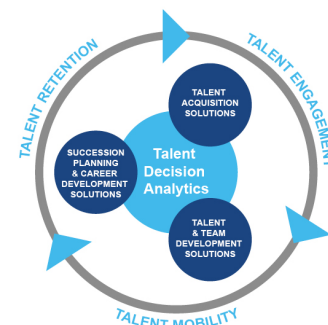 TALENT RETENTION
TALENT ENGAGEMENT
TALENT
ACQUISITION
SOLUTIONS
SUCCESSION
PLANNING
& CAREER
DEVELOPMENT
SOLUTIONS
Talent
Decision
Analytics
TALENT
& TEAM
DEVELOPMENT
SOLUTIONS
TALENT MOBILITY